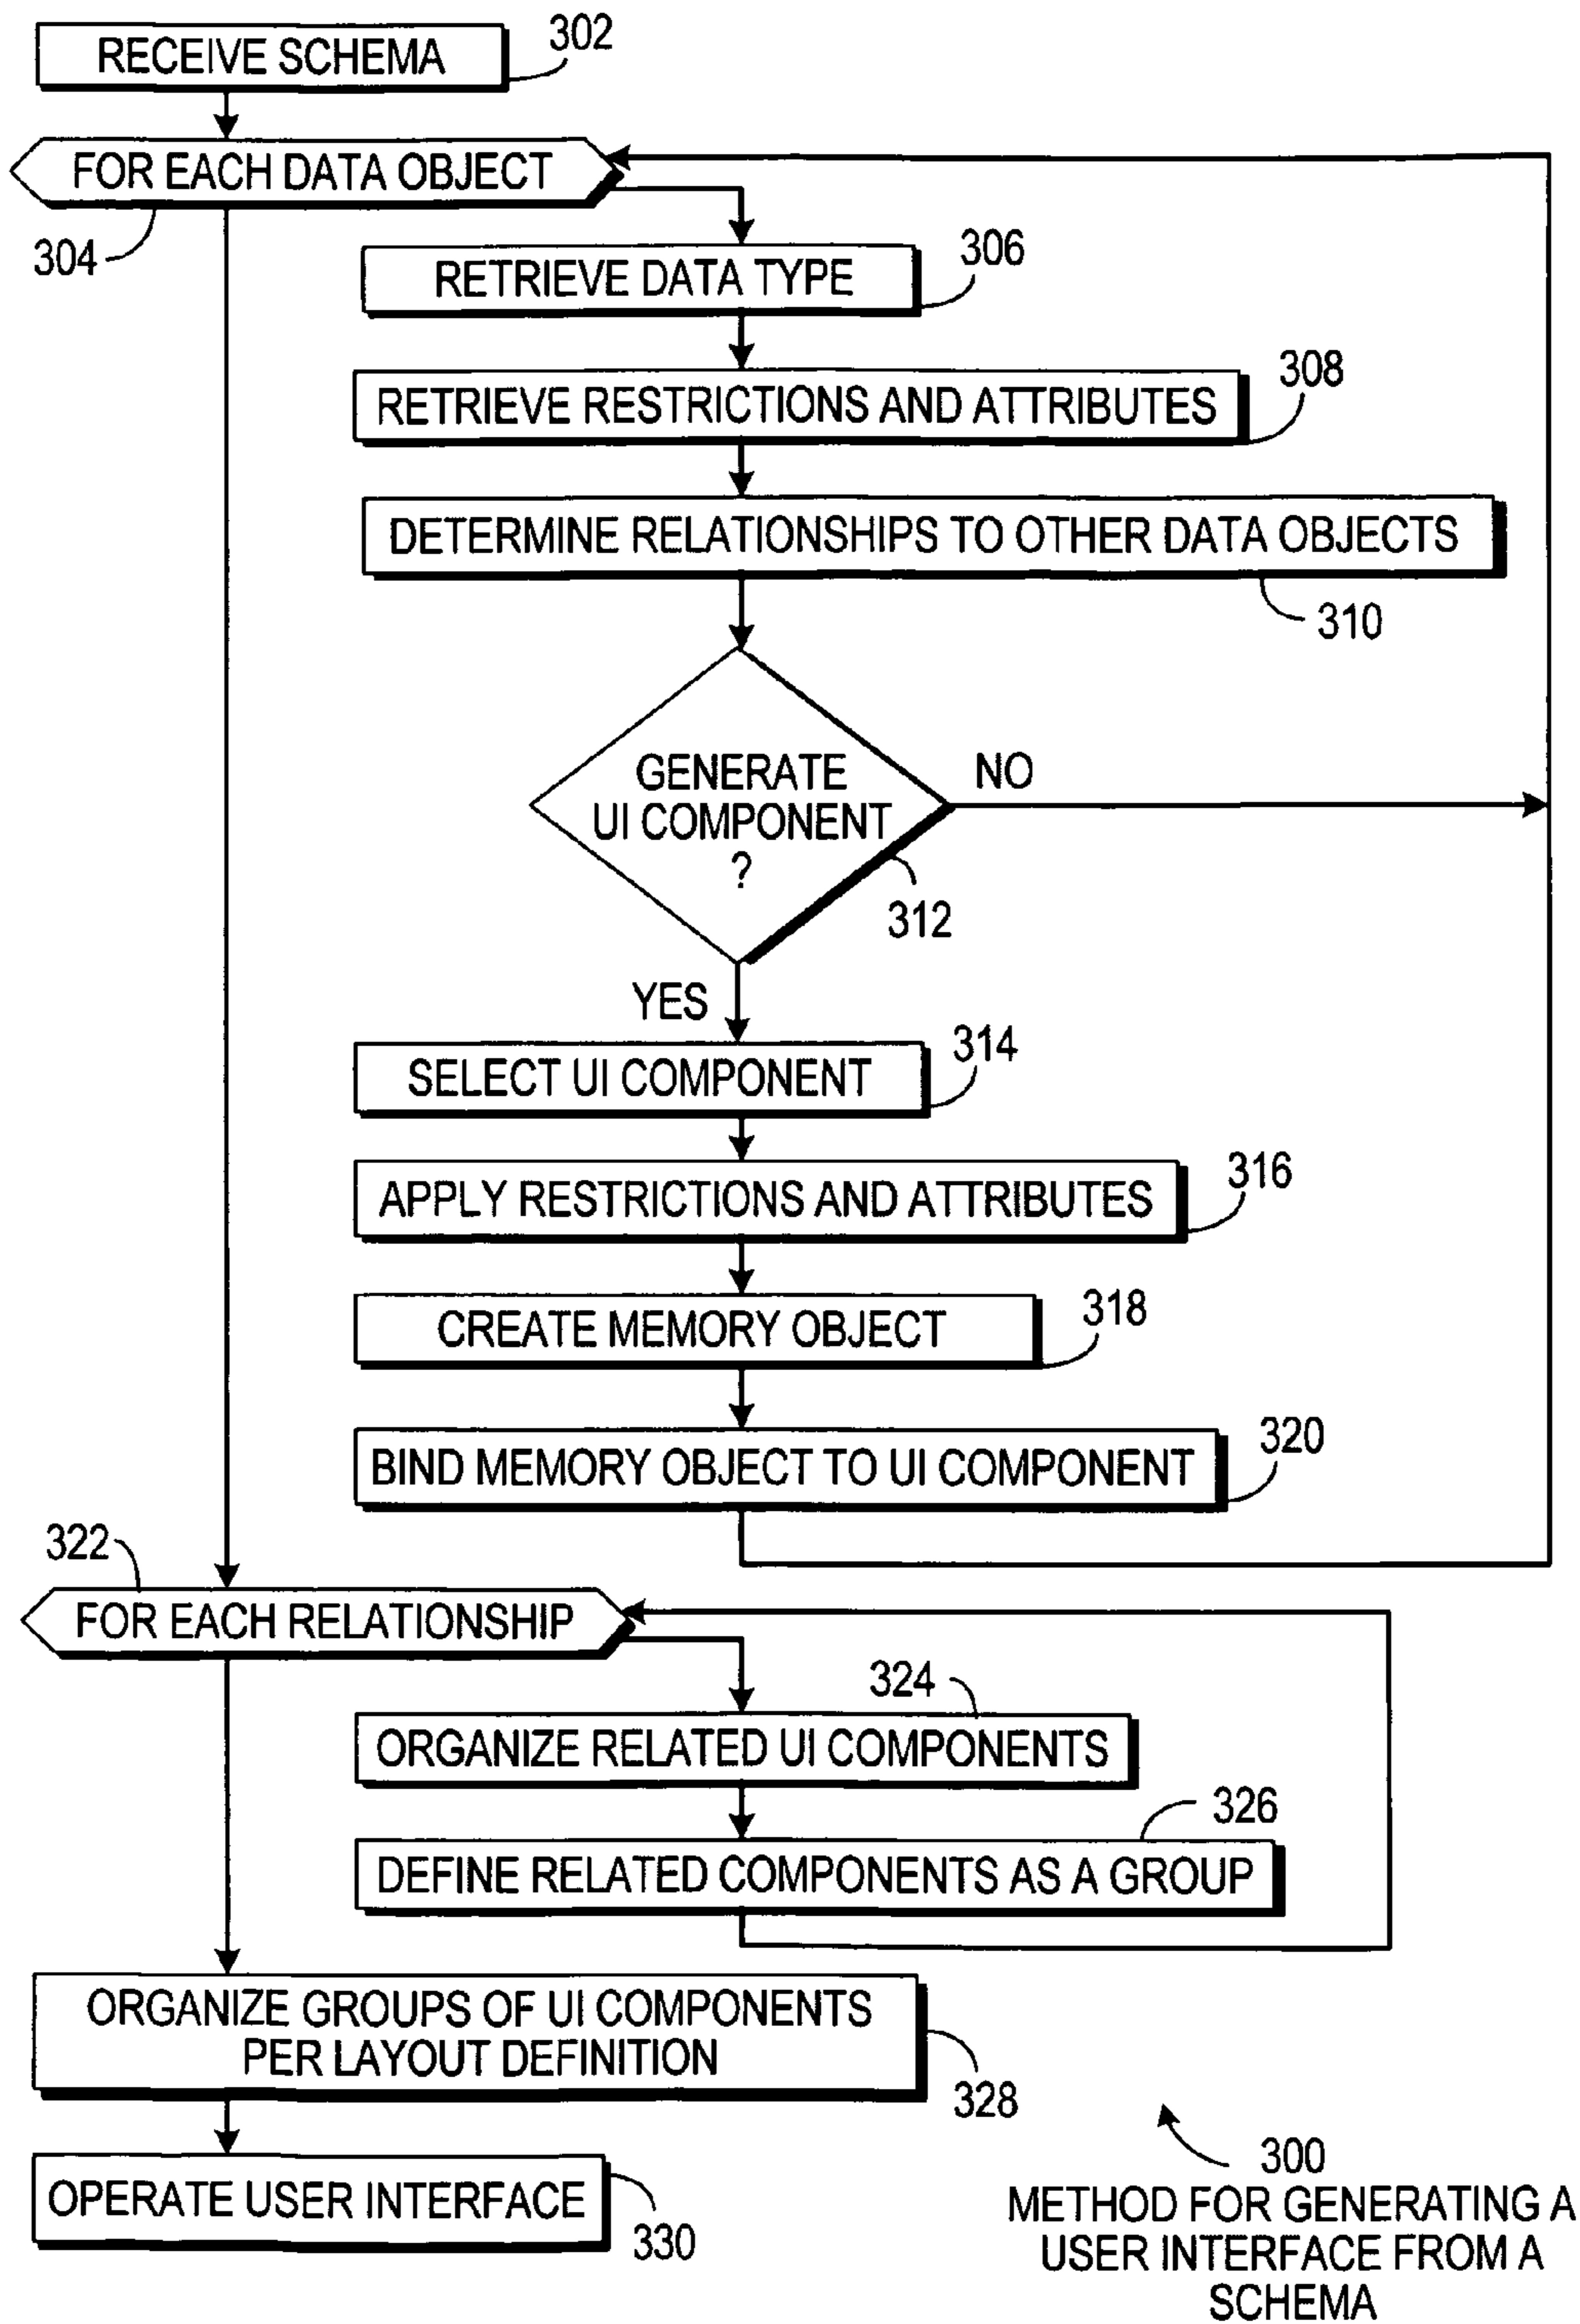 RECEIVE SCHEMA
302
FOR EACH DATA OBJECT
304
RETRIEVE DATA TYPE
306
RETRIEVE RESTRICTIONS AND ATTRIBUTES
308
DETERMINE RELATIONSHIPS TO OTHER DATA OBJECTS
310
GENERATE
UI COMPONENT
?
NO
312
YES
SELECT UI COMPONENT
314
APPLY RESTRICTIONS AND ATTRIBUTES
316
CREATE MEMORY OBJECT
318
BIND MEMORY OBJECT TO UI COMPONENT
320
322
FOR EACH RELATIONSHIP
324
ORGANIZE RELATED UI COMPONENTS
326
DEFINE RELATED COMPONENTS AS A GROUP
ORGANIZE GROUPS OF UI COMPONENTS
PER LAYOUT DEFINITION
328
OPERATE USER INTERFACE
330
300
METHOD FOR GENERATING A
USER INTERFACE FROM A
SCHEMA